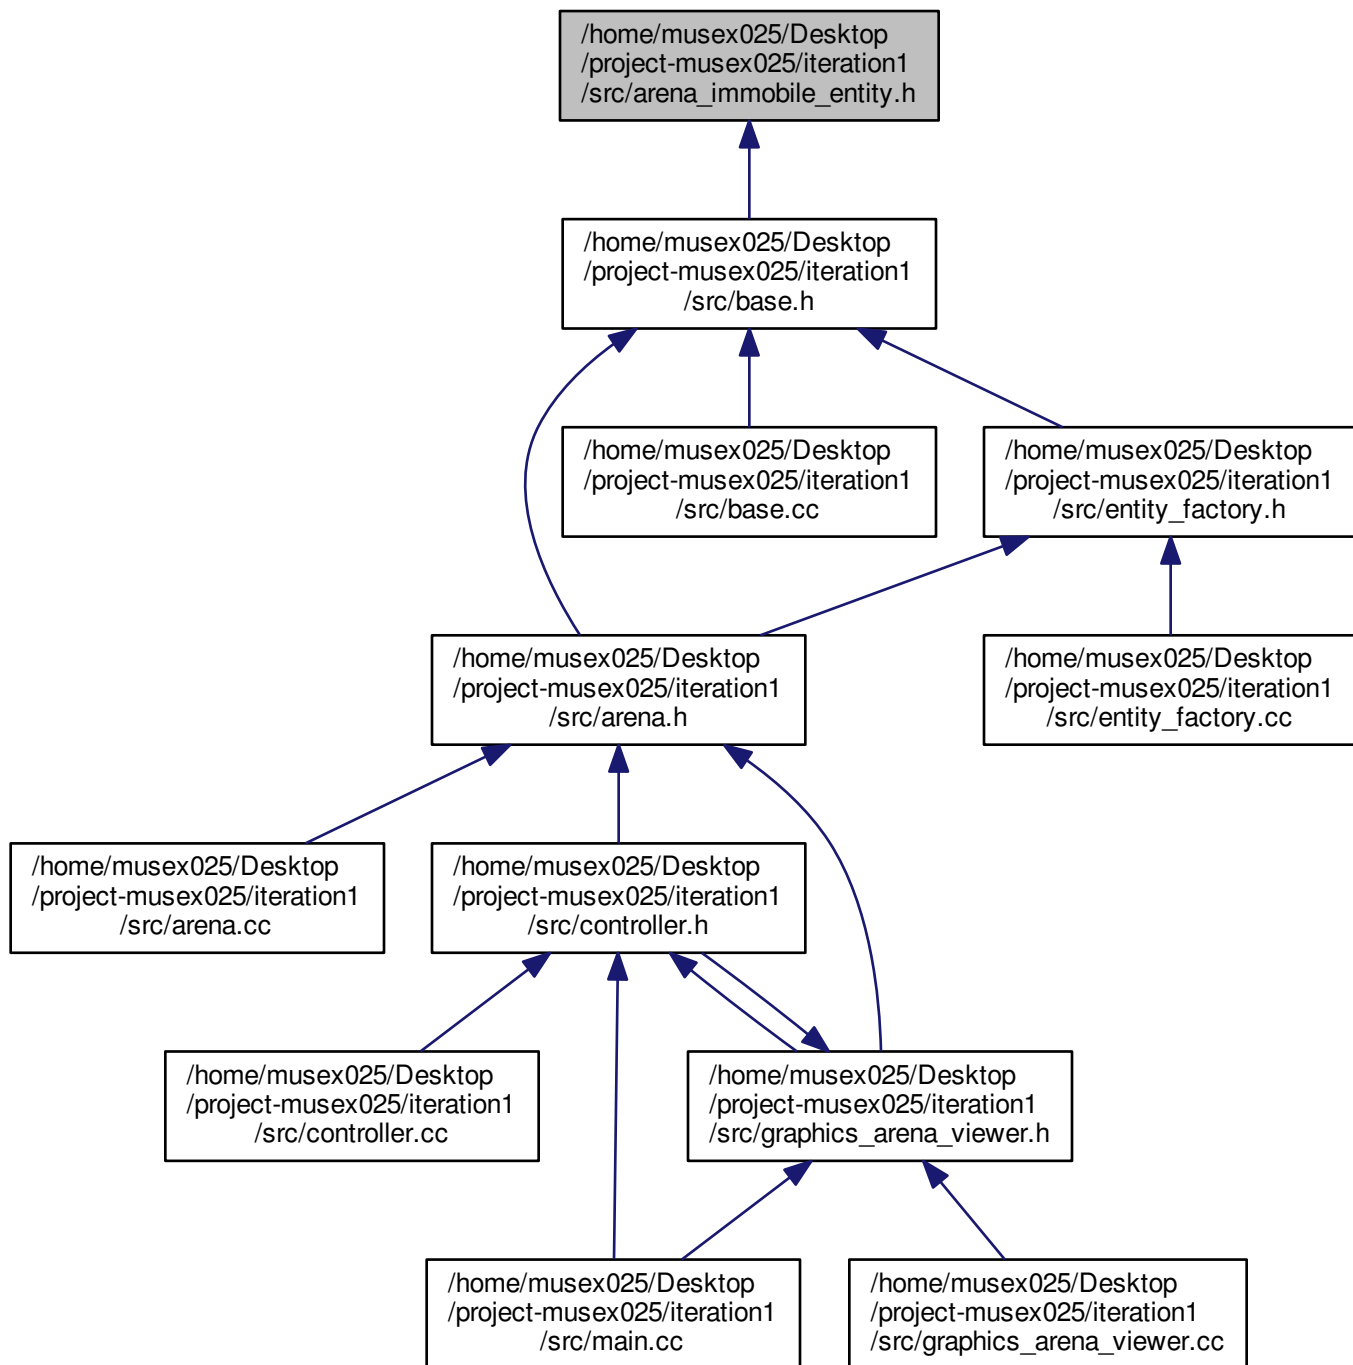 /home/musex025/Desktop
/project-musex025/iteration1
/src/arena_immobile_entity.h
/home/musex025/Desktop
/project-musex025/iteration1
/src/base.h
/home/musex025/Desktop
/project-musex025/iteration1
/src/base.cc
/home/musex025/Desktop
/project-musex025/iteration1
/src/entity_factory.h
/home/musex025/Desktop
/project-musex025/iteration1
/src/arena.h
/home/musex025/Desktop
/project-musex025/iteration1
/src/entity_factory.cc
/home/musex025/Desktop
/project-musex025/iteration1
/src/arena.cc
/home/musex025/Desktop
/project-musex025/iteration1
/src/controller.h
/home/musex025/Desktop
/project-musex025/iteration1
/src/controller.cc
/home/musex025/Desktop
/project-musex025/iteration1
/src/graphics_arena_viewer.h
/home/musex025/Desktop
/project-musex025/iteration1
/src/main.cc
/home/musex025/Desktop
/project-musex025/iteration1
/src/graphics_arena_viewer.cc